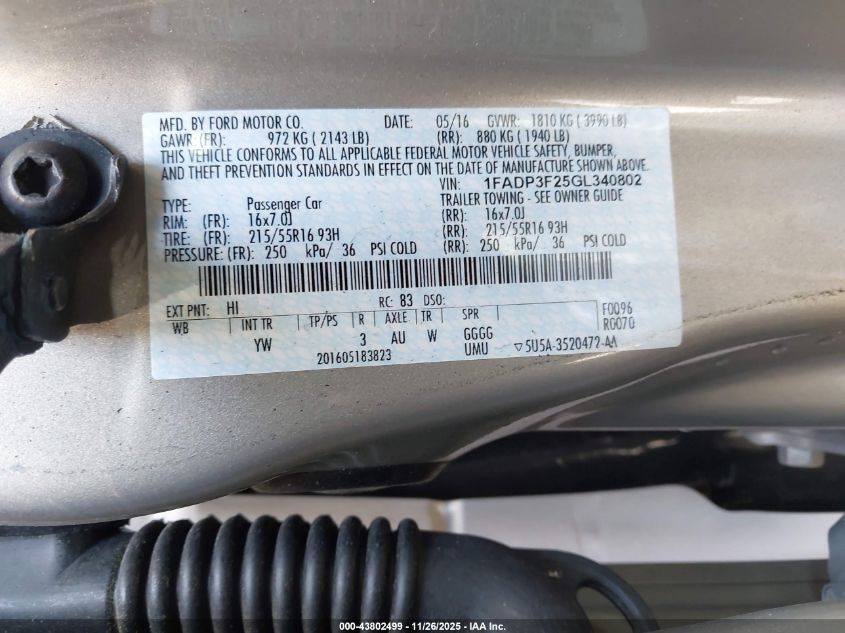 MFD. BY FORD MOTOR CO. DATE: 05/16 GVWR: 1810 KG ( 3990 LB)
GAWR (FR): 972 KG ( 2143 LB) (RR): 880 KG ( 1940 LB)
THIS VEHICLE CONFORMS TO ALL APPLICABLE FEDERAL MOTOR VEHICLE SAFETY, BUMPER,
AND THEFT PREVENTION STANDARDS IN EFFECT ON THE DATE OF MANUFACTURE SHOWN ABOVE.
VIN: 1FADP3F25GL340802
TYPE: Passenger Car TRAILER TOWING - SEE OWNER GUIDE
RIM: (FR): 16x7.0J (RR): 16x7.0J
TIRE: (FR): 215/55R16 93H (RR): 215/55R16 93H
PRESSURE: (FR): 250 kPa/ 36 PSI COLD (RR): 250 kPa/ 36 PSI COLD
EXT PNT: HI RC: 83 DSO: F0096
WB INT TR TP/PS R AXLE TR SPR R0070
YW 3 AU W GGGG
201605183823 UMU ▽5U5A-3520472-AA
000-43802499 - 11/26/2025 - IAA Inc.